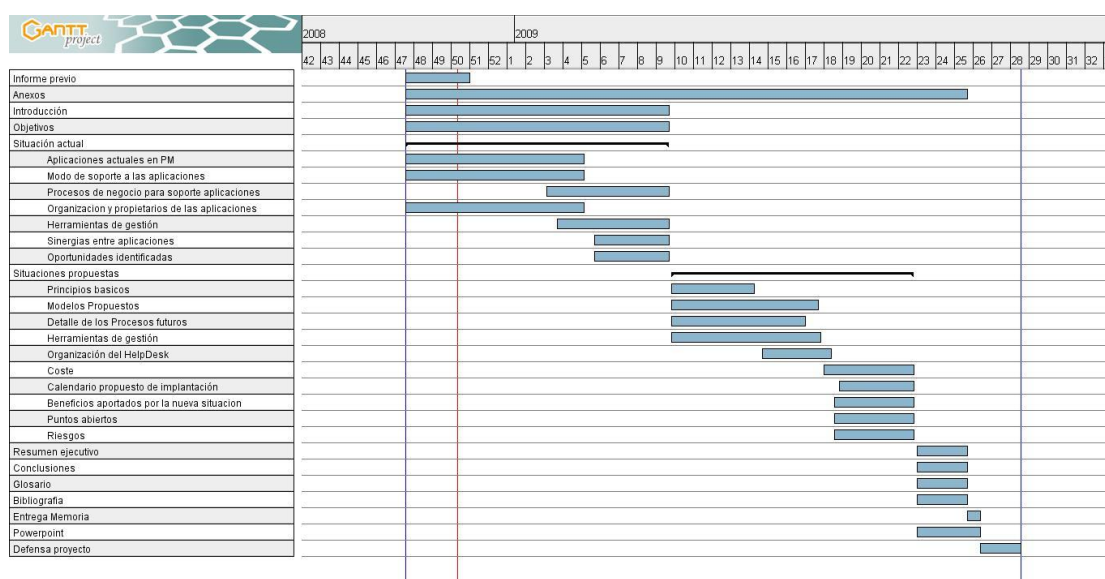 GANTT
project
2008 2009
42 43 44 45 46 47 48 49 50 51 52 1 2 3 4 5 6 7 8 9 10 11 12 13 14 15 16 17 18 19 20 21 22 23 24 25 26 27 28 29 30 31 32
Informe previo
Anexos
Introducción
Objetivos
Situación actual
Aplicaciones actuales en PM
Modo de soporte a las aplicaciones
Procesos de negocio para soporte aplicaciones
Organizacion y propietarios de las aplicaciones
Herramientas de gestión
Sinergias entre aplicaciones
Oportunidades identificadas
Situaciones propuestas
Principios basicos
Modelos Propuestos
Detalle de los Procesos futuros
Herramientas de gestión
Organización del HelpDesk
Coste
Calendario propuesto de implantación
Beneficios aportados por la nueva situacion
Puntos abiertos
Riesgos
Resumen ejecutivo
Conclusiones
Glosario
Bibliografia
Entrega Memoria
Powerpoint
Defensa proyecto